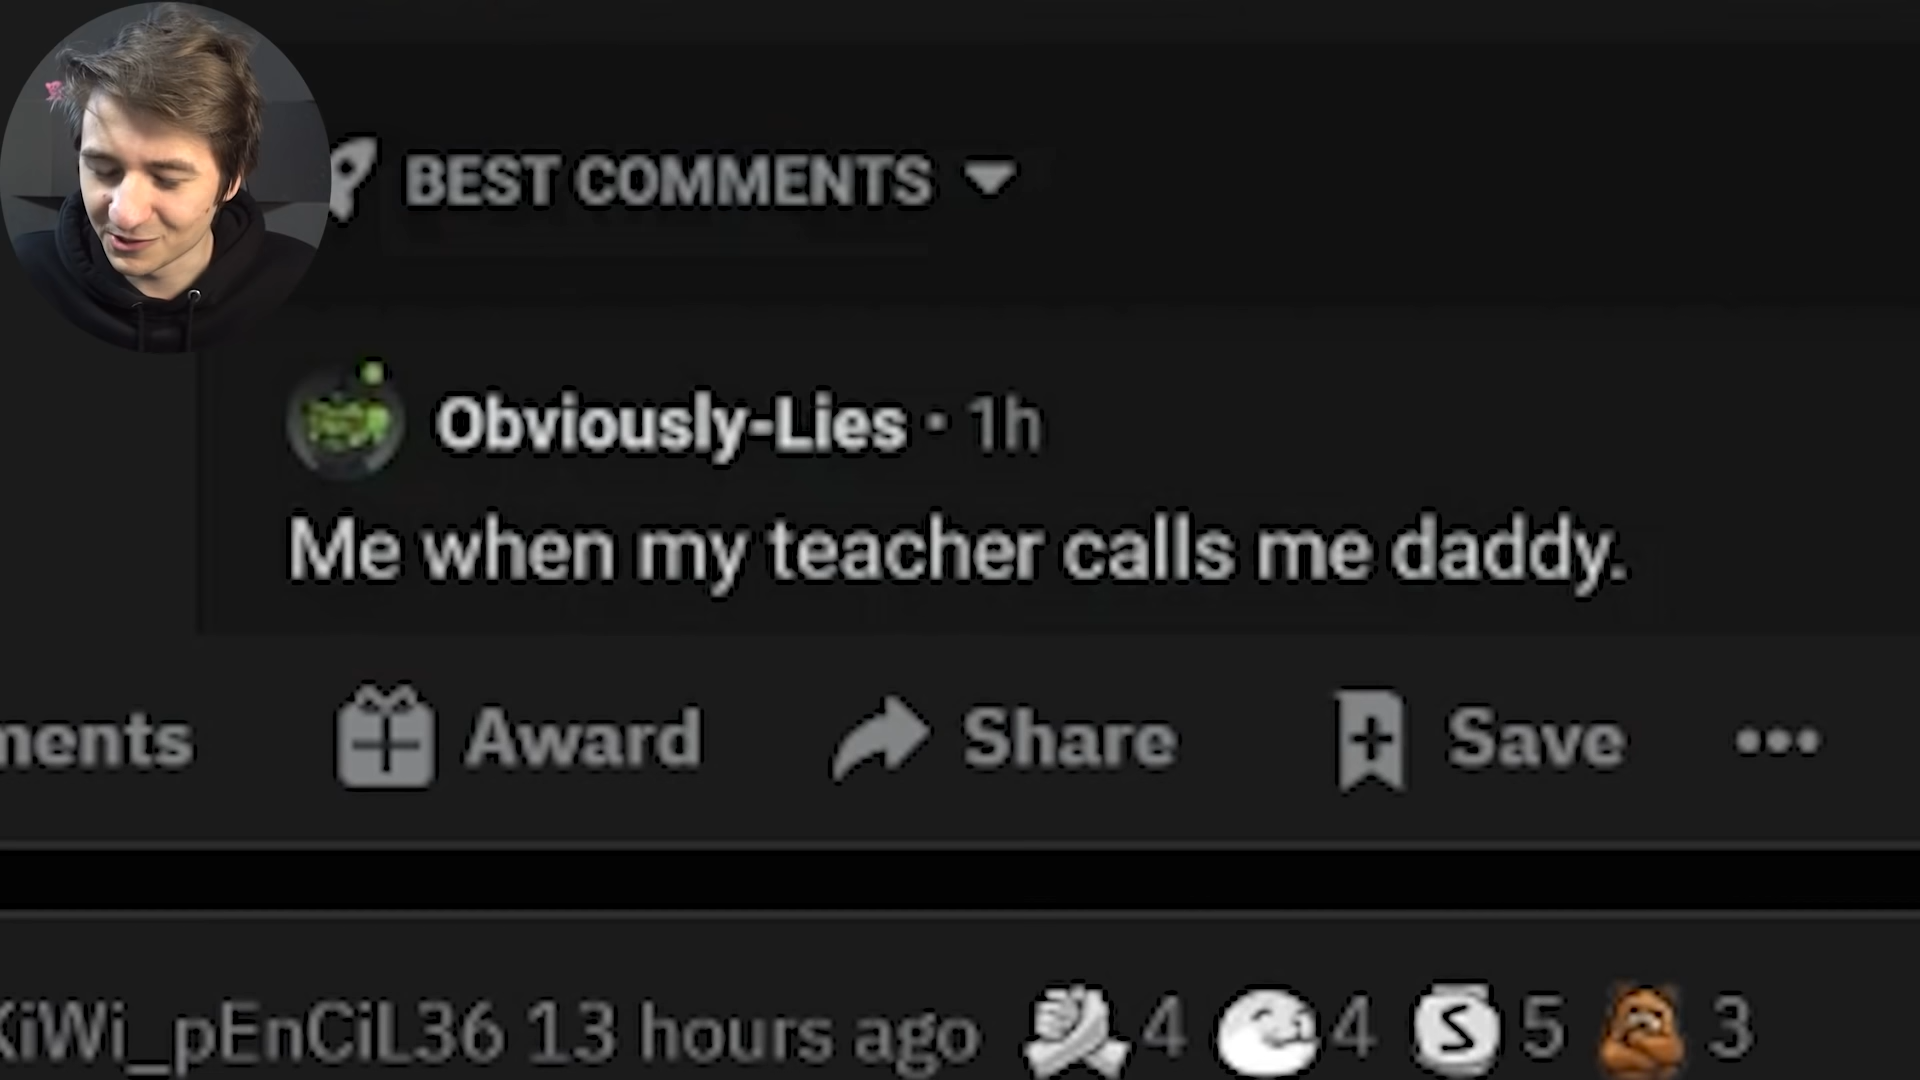 BEST COMMENTS
Obviously-Lies • 1h
Me when my teacher calls me daddy.
ments Award Share Save •••
KiWi_pEnCiL36 13 hours ago 4 4 S 5 3